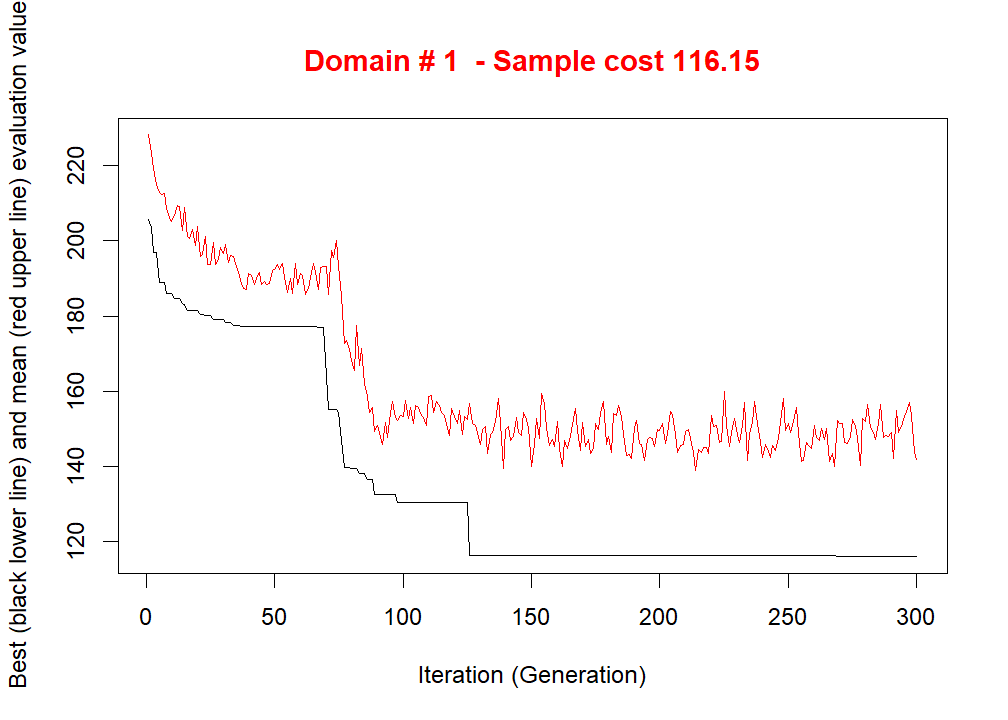 Domain # 1  - Sample cost 116.15
Best (black lower line) and mean (red upper line) evaluation value
220
200
180
160
140
120
0 50 100 150 200 250 300
Iteration (Generation)